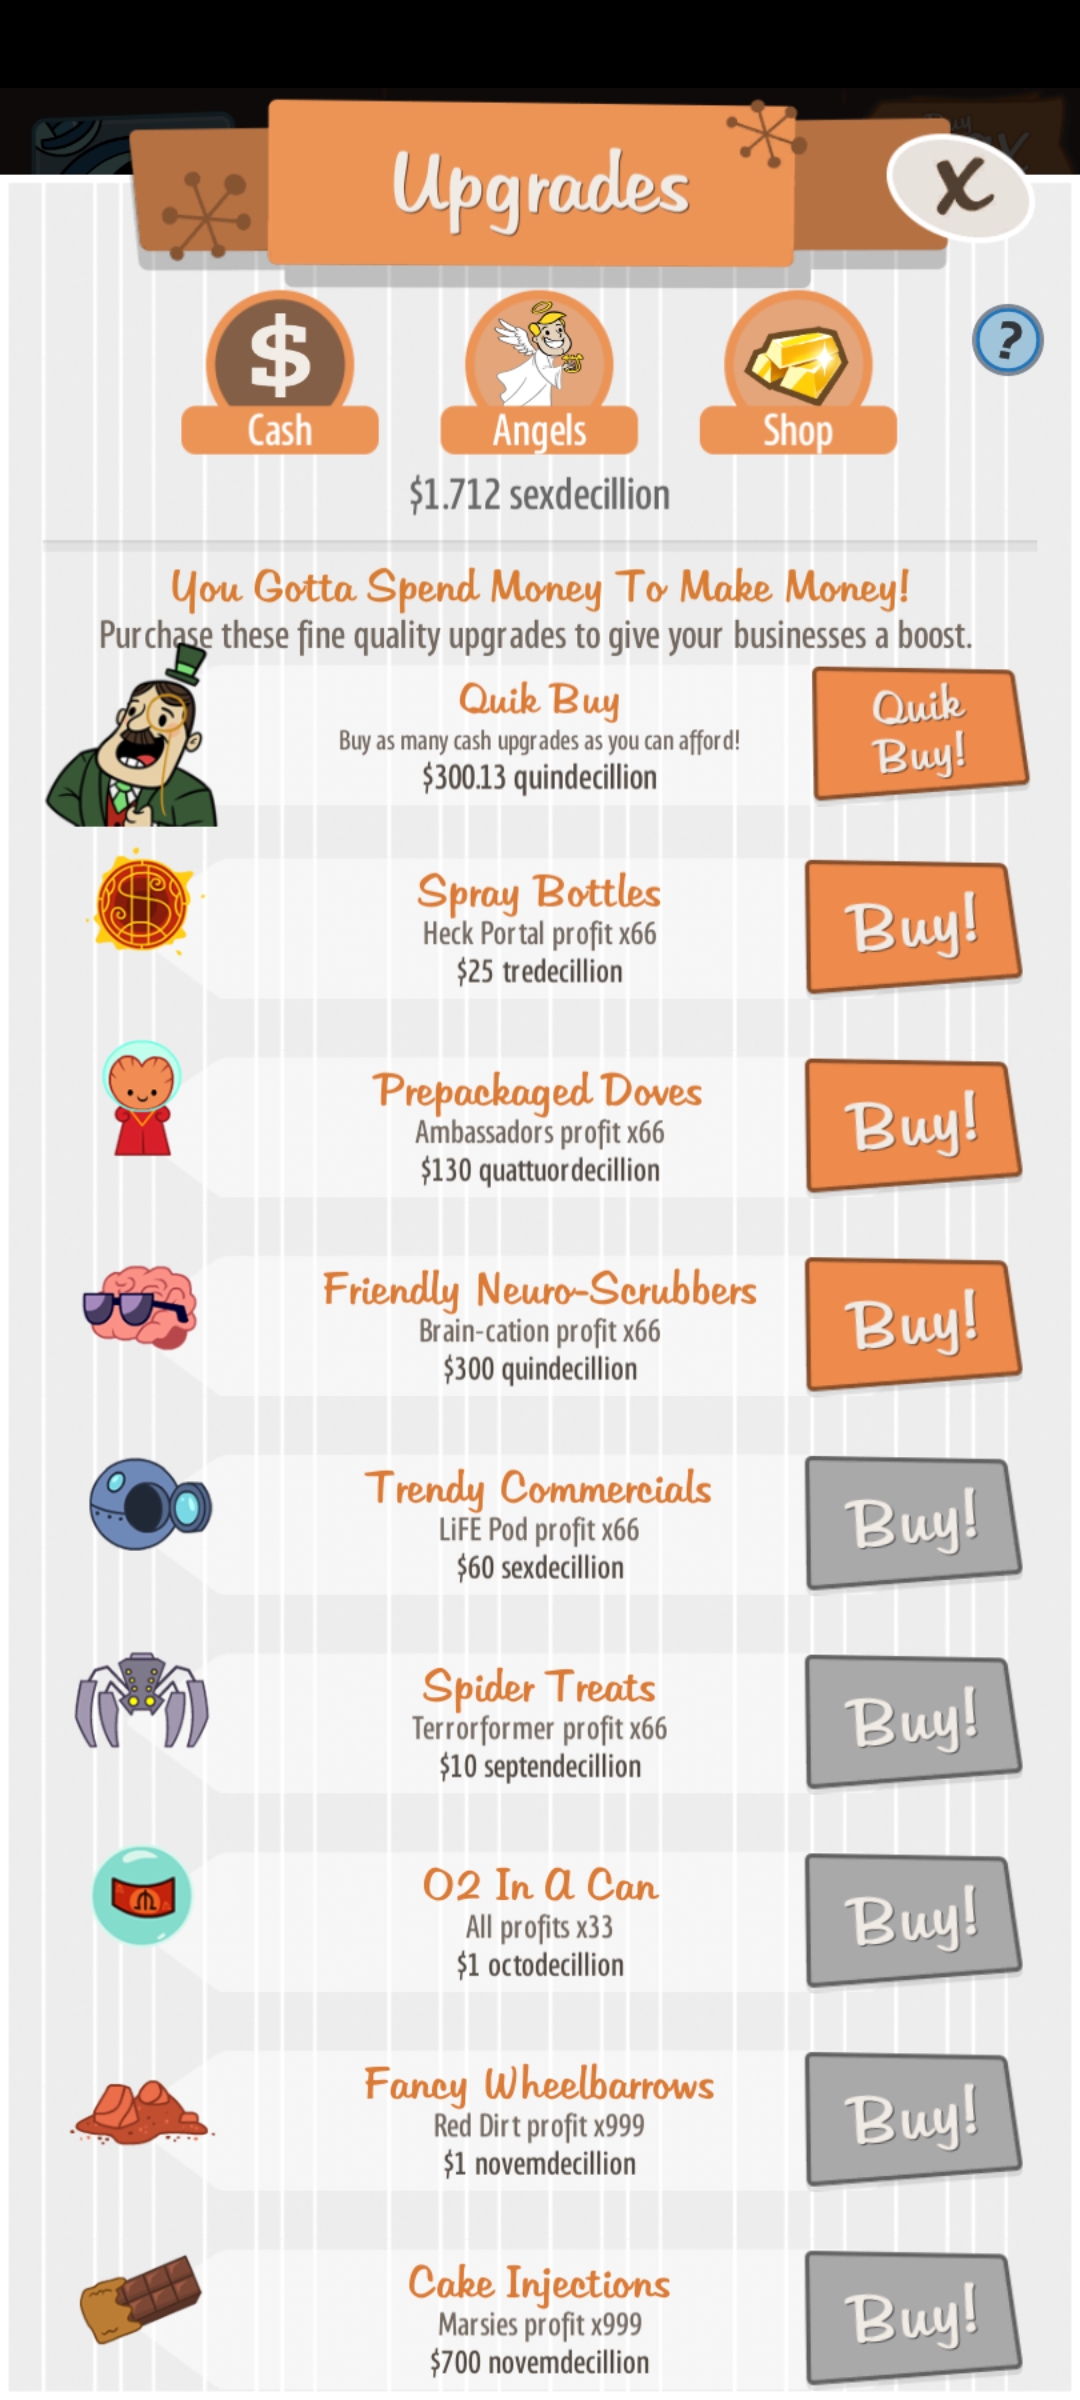 Upgrades
X
$
Cash
Angels
Shop
?
$1.712 sexdecillion
You Gotta Spend Money To Make Money!
Purchase these fine quality upgrades to give your businesses a boost.
Quik Buy
Buy as many cash upgrades as you can afford!
$300.13 quindecillion
Quik
Buy!
Spray Bottles
Heck Portal profit x66
$25 tredecillion
Buy!
Prepackaged Doves
Ambassadors profit x66
$130 quattuordecillion
Buy!
Friendly Neuro-Scrubbers
Brain-cation profit x66
$300 quindecillion
Buy!
Trendy Commercials
LiFE Pod profit x66
$60 sexdecillion
Buy!
Spider Treats
Terrorformer profit x66
$10 septendecillion
Buy!
O2 In A Can
All profits x33
$1 octodecillion
Buy!
Fancy Wheelbarrows
Red Dirt profit x999
$1 novemdecillion
Buy!
Cake Injections
Marsies profit x999
$700 novemdecillion
Buy!